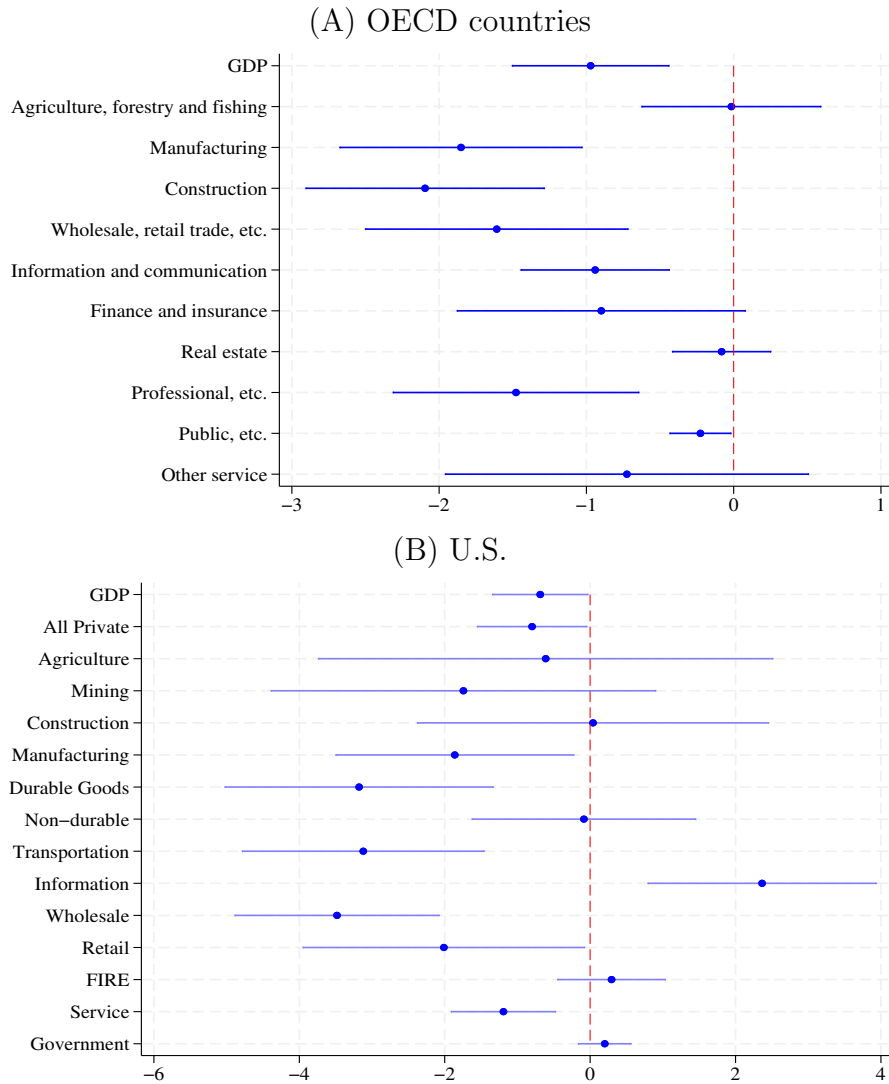 (A) OECD countries
GDP
Agriculture, forestry and fishing
Manufacturing
Construction
Wholesale, retail trade, etc.
Information and communication
Finance and insurance
Real estate
Professional, etc.
Public, etc.
Other service
−3 −2 −1 0 1
(B) U.S.
GDP
All Private
Agriculture
Mining
Construction
Manufacturing
Durable Goods
Non−durable
Transportation
Information
Wholesale
Retail
FIRE
Service
Government
−6 −4 −2 0 2 4